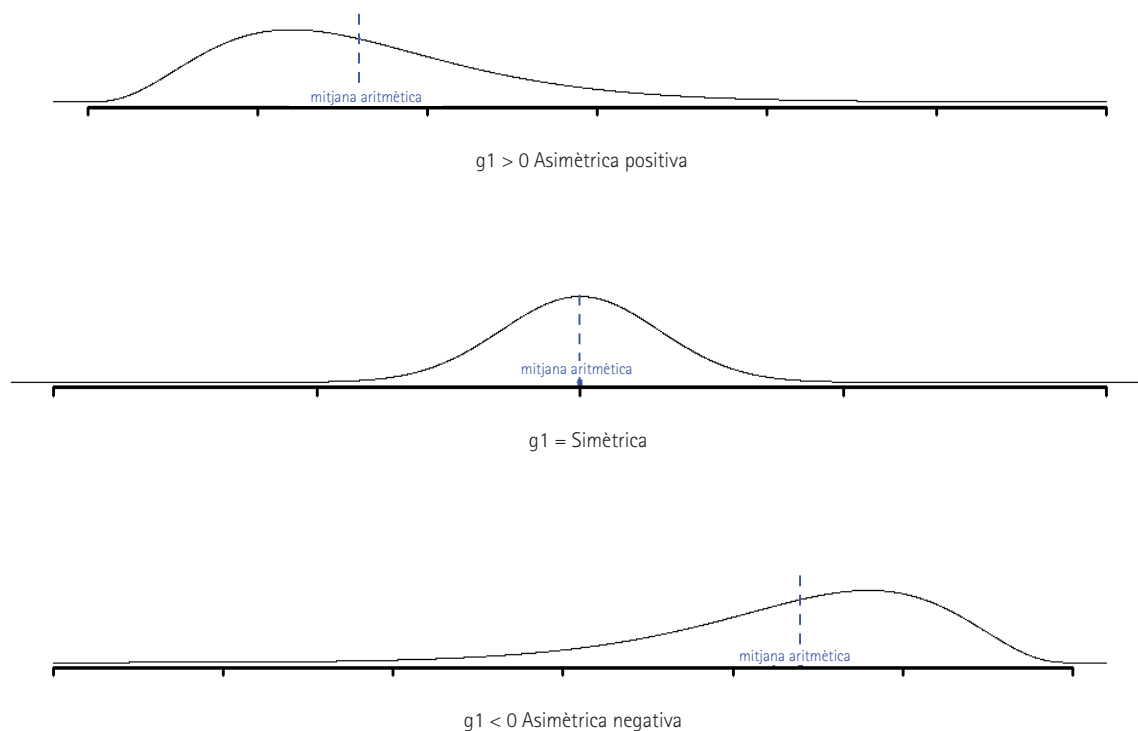 mitjana aritmètica
g1 > 0 Asimètrica positiva
mitjana aritmètica
g1 = Simètrica
mitjana aritmètica
g1 < 0 Asimètrica negativa